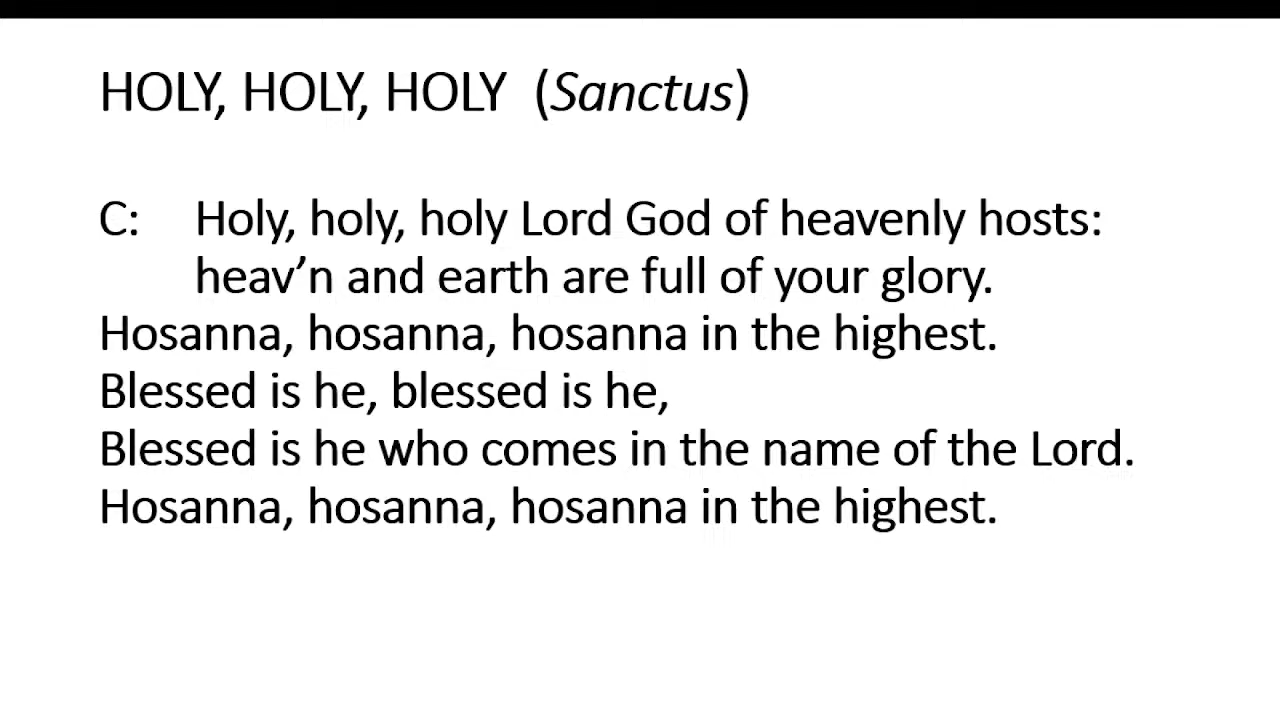 HOLY, HOLY, HOLY (Sanctus)
C: Holy, holy, holy Lord God of heavenly hosts:
heav’n and earth are full of your glory.
Hosanna, hosanna, hosanna in the highest.
Blessed is he, blessed is he,
Blessed is he who comes in the name of the Lord.
Hosanna, hosanna, hosanna in the highest.